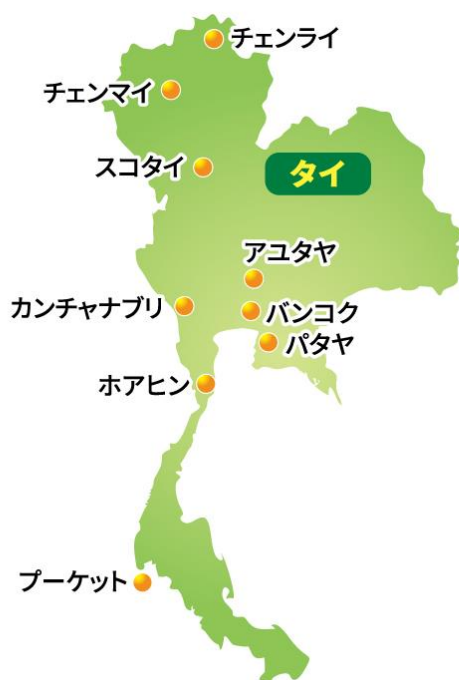 チェンライ
チェンマイ
スコタイ
タイ
アユタヤ
カンチャナブリ
バンコク
パタヤ
ホアヒン
プーケット